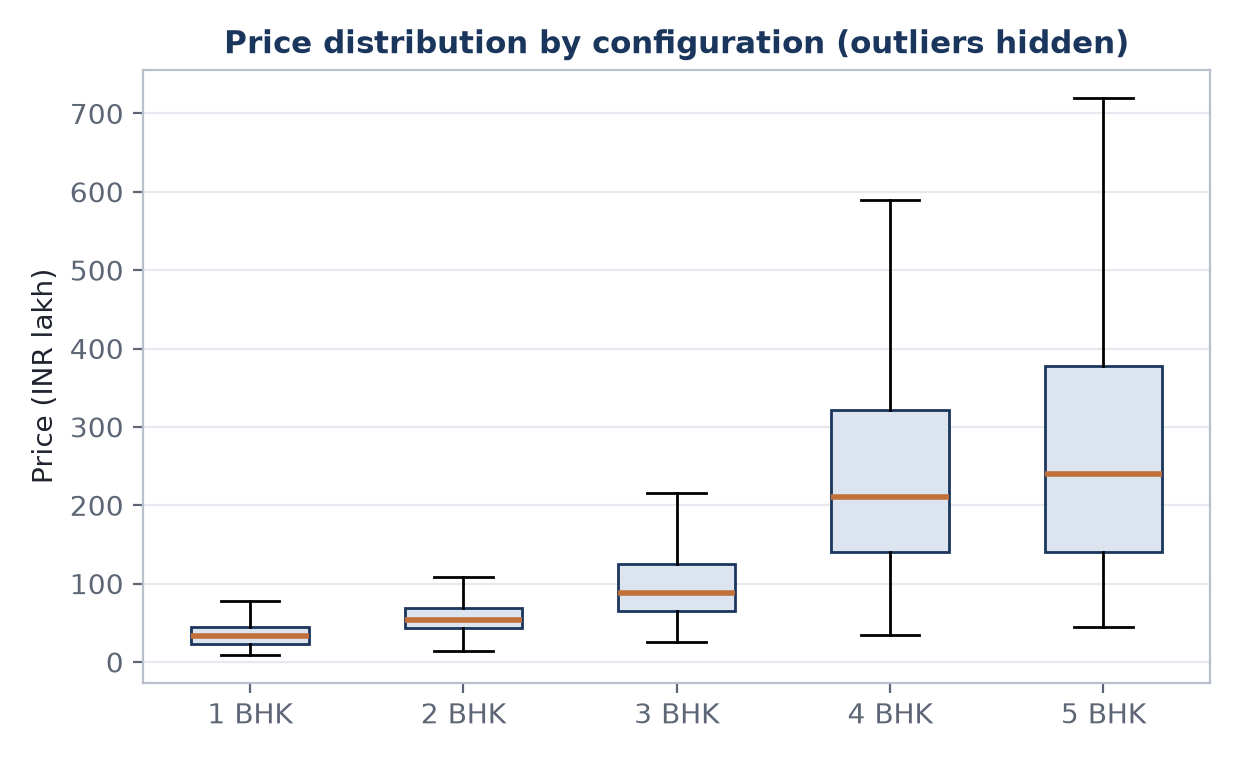 Price distribution by configuration (outliers hidden)
Price (INR lakh)
700
600
500
400
300
200
100
0
1 BHK
2 BHK
3 BHK
4 BHK
5 BHK